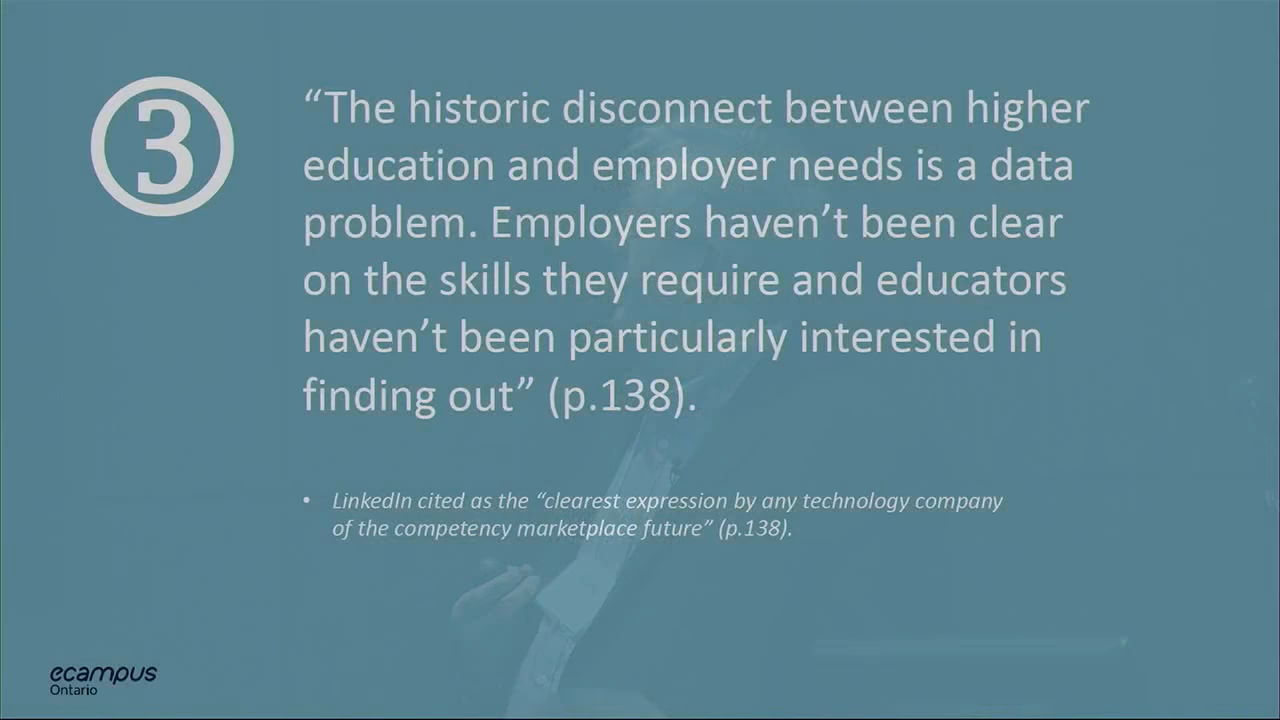 3
“The historic disconnect between higher
education and employer needs is a data
problem. Employers haven’t been clear
on the skills they require and educators
haven’t been particularly interested in
finding out” (p.138).
• LinkedIn cited as the “clearest expression by any technology company
of the competency marketplace future” (p.138).
ecampus
Ontario